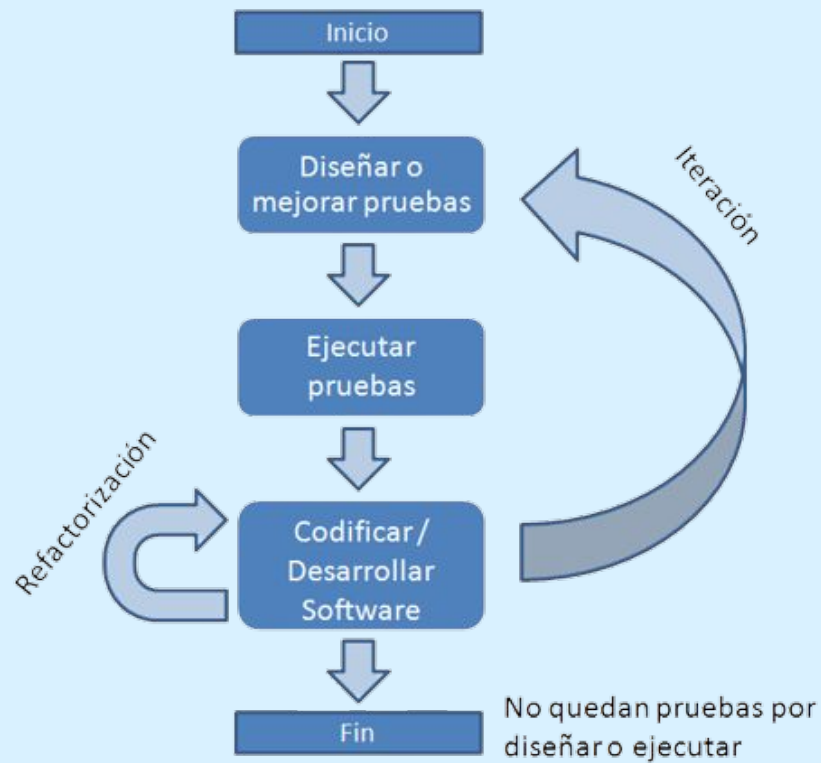 Inicio
Diseñar o
mejorar pruebas
Iteración
Ejecutar
pruebas
Refactorización
Codificar /
Desarrollar
Software
Fin
No quedan pruebas por
diseñar o ejecutar